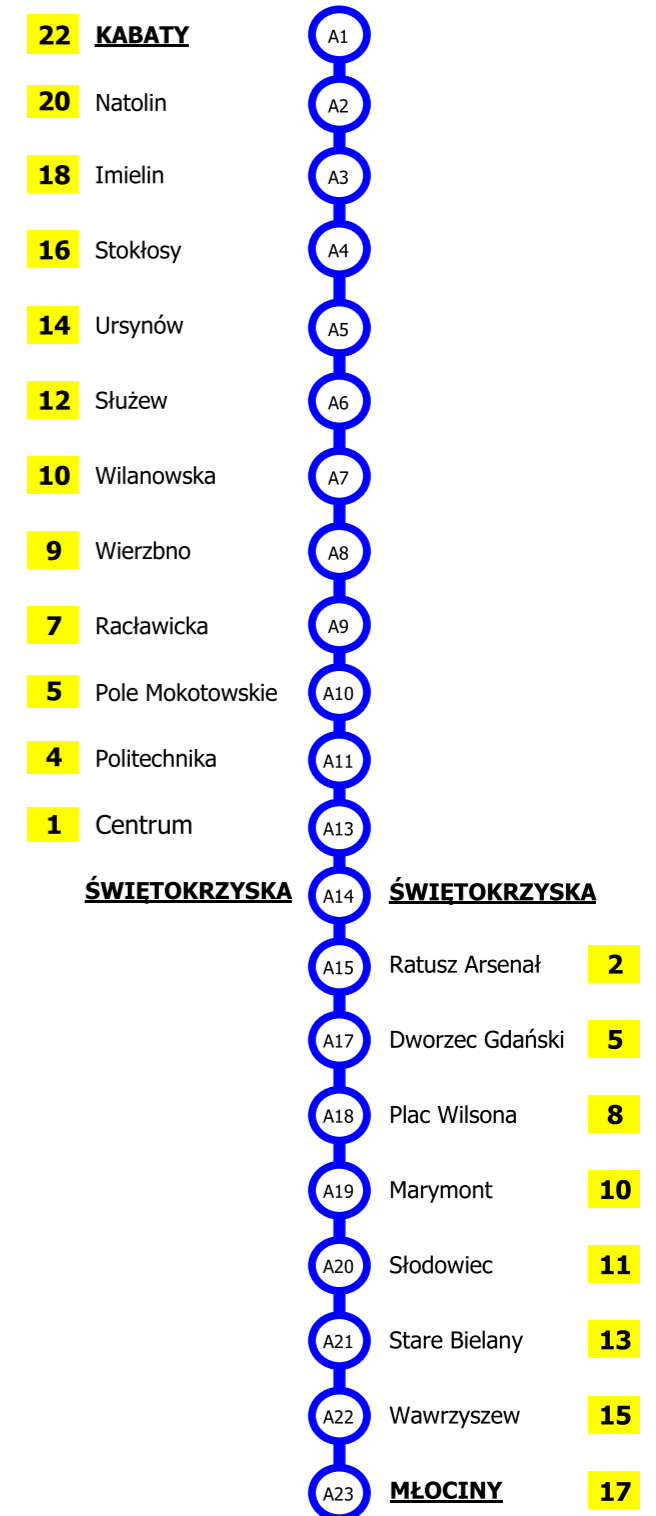 22 KABATY A1
20 Natolin A2
18 Imielin A3
16 Stokłosy A4
14 Ursynów A5
12 Służew A6
10 Wilanowska A7
9 Wierzbno A8
7 Racławicka A9
5 Pole Mokotowskie A10
4 Politechnika A11
1 Centrum A13
ŚWIĘTOKRZYSKA A14 ŚWIĘTOKRZYSKA
A15 Ratusz Arsenał 2
A17 Dworzec Gdański 5
A18 Plac Wilsona 8
A19 Marymont 10
A20 Słodowiec 11
A21 Stare Bielany 13
A22 Wawrzyszew 15
A23 MŁOCINY 17